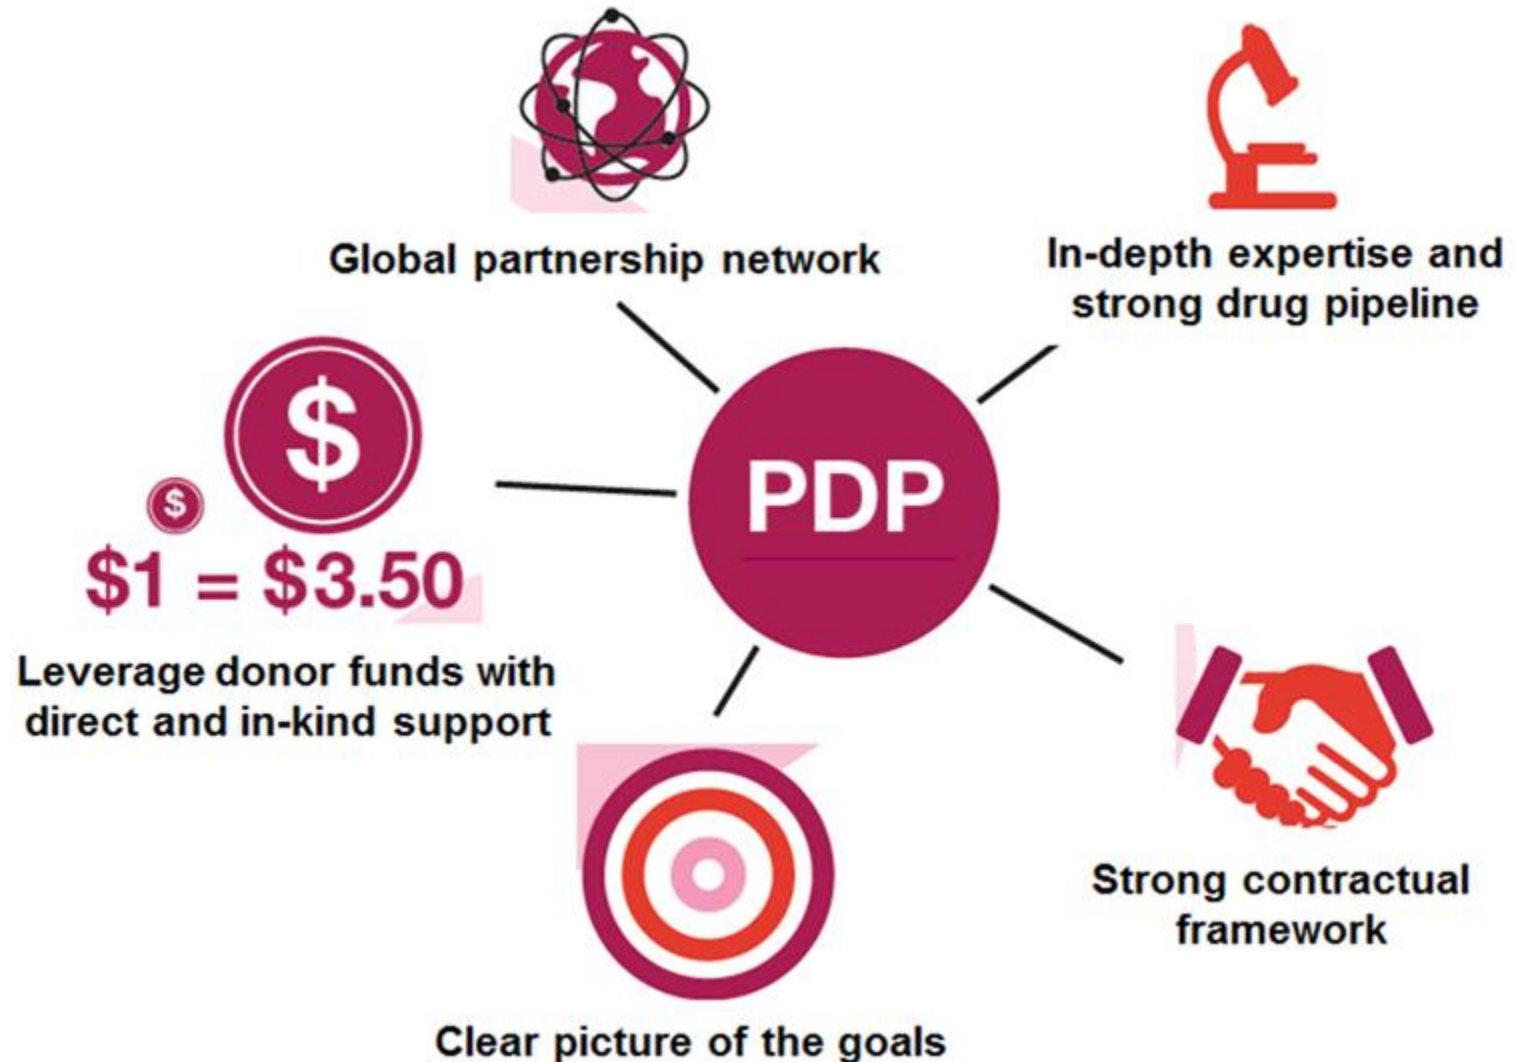 Global partnership network
In-depth expertise and
strong drug pipeline
$
$
$1 = $3.50
Leverage donor funds with
direct and in-kind support
PDP
Strong contractual
framework
Clear picture of the goals